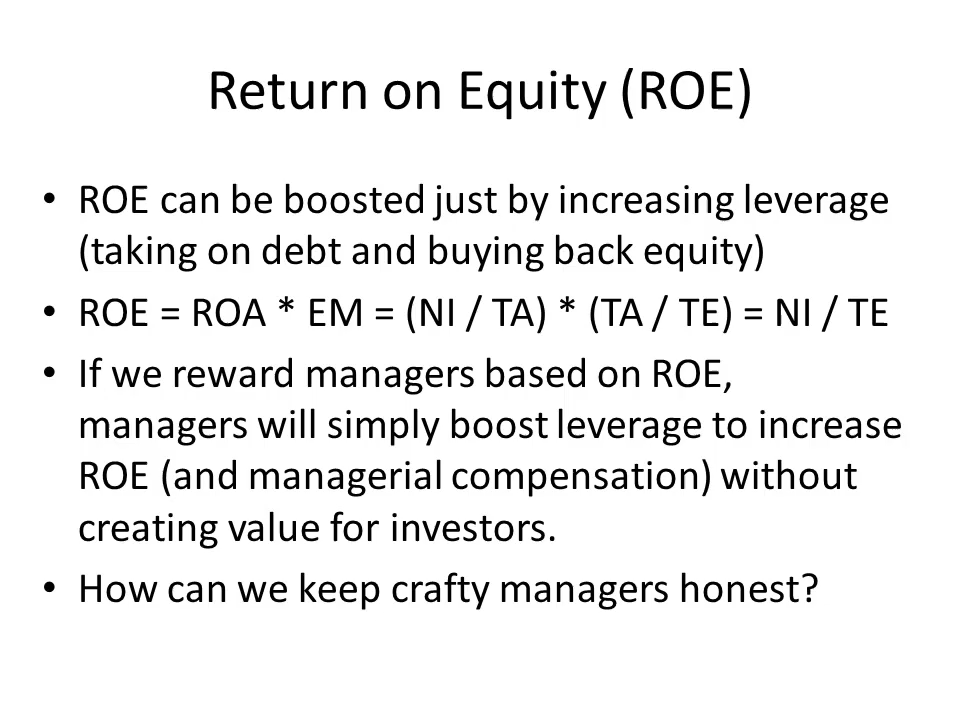 Return on Equity (ROE)
• ROE can be boosted just by increasing leverage
(taking on debt and buying back equity)
• ROE = ROA * EM = (NI / TA) * (TA / TE) = NI / TE
• If we reward managers based on ROE,
managers will simply boost leverage to increase
ROE (and managerial compensation) without
creating value for investors.
• How can we keep crafty managers honest?